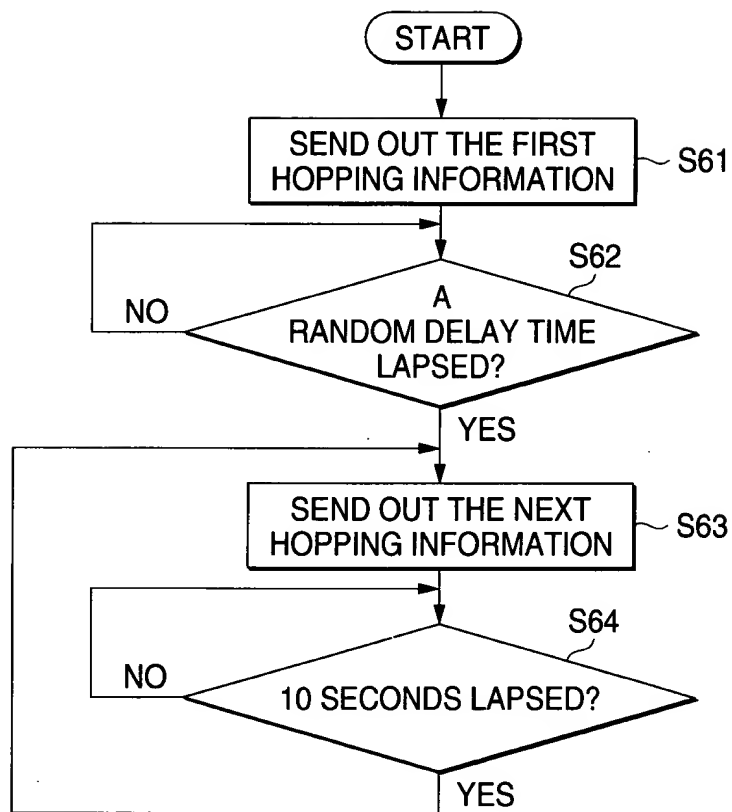 START
SEND OUT THE FIRST
HOPPING INFORMATION
S61
S62
A
RANDOM DELAY TIME
LAPSED?
NO
YES
SEND OUT THE NEXT
HOPPING INFORMATION
S63
S64
10 SECONDS LAPSED?
NO
YES